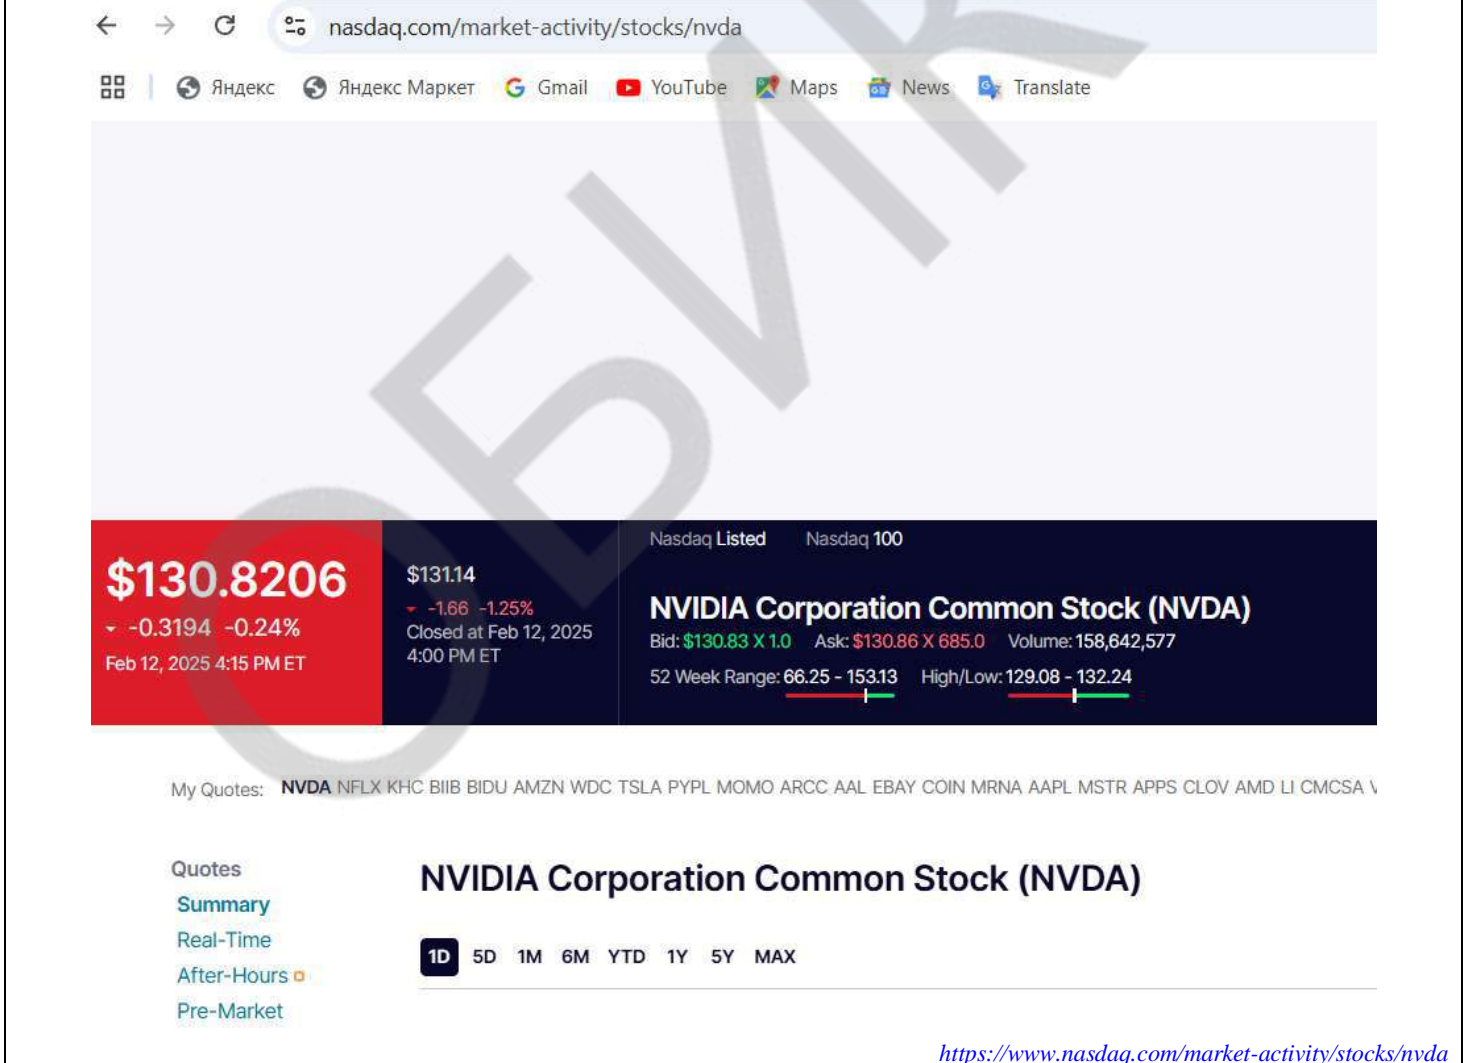 nasdaq.com/market-activity/stocks/nvda
Яндекс Яндекс Маркет Gmail YouTube Maps News Translate
ОБИК
Nasdaq Listed Nasdaq 100
$130.8206
-0.3194 -0.24%
Feb 12, 2025 4:15 PM ET
$131.14
-1.66 -1.25%
Closed at Feb 12, 2025
4:00 PM ET
NVIDIA Corporation Common Stock (NVDA)
Bid: $130.83 X 1.0 Ask: $130.86 X 685.0 Volume: 158,642,577
52 Week Range: 66.25 - 153.13 High/Low: 129.08 - 132.24
My Quotes: NVDA NFLX KHC BIIB BIDU AMZN WDC TSLA PYPL MOMO ARCC AAL EBAY COIN MRNA AAPL MSTR APPS CLOV AMD LI CMCSA
Quotes
Summary
Real-Time
After-Hours
Pre-Market
NVIDIA Corporation Common Stock (NVDA)
1D 5D 1M 6M YTD 1Y 5Y MAX
https://www.nasdaq.com/market-activity/stocks/nvda